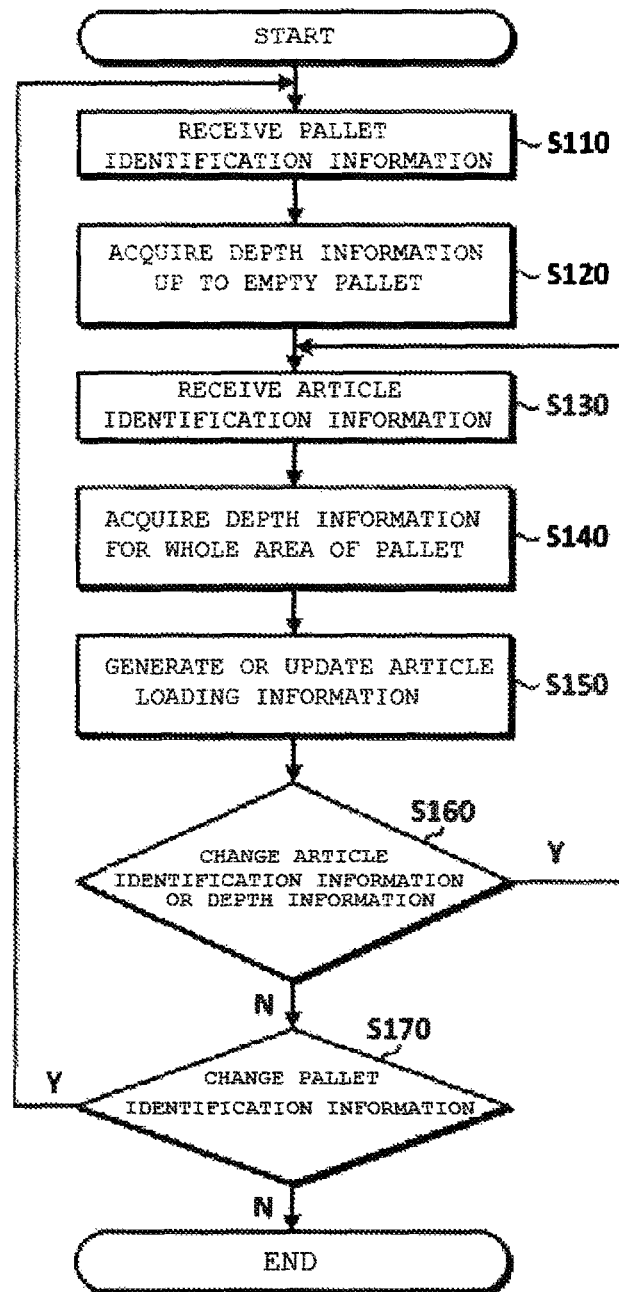 START
RECEIVE PALLET
IDENTIFICATION INFORMATION
S110
ACQUIRE DEPTH INFORMATION
UP TO EMPTY PALLET
S120
RECEIVE ARTICLE
IDENTIFICATION INFORMATION
S130
ACQUIRE DEPTH INFORMATION
FOR WHOLE AREA OF PALLET
S140
GENERATE OR UPDATE ARTICLE
LOADING INFORMATION
S150
S160
CHANGE ARTICLE
IDENTIFICATION INFORMATION
OR DEPTH INFORMATION
Y
N
S170
CHANGE PALLET
IDENTIFICATION INFORMATION
Y
N
END